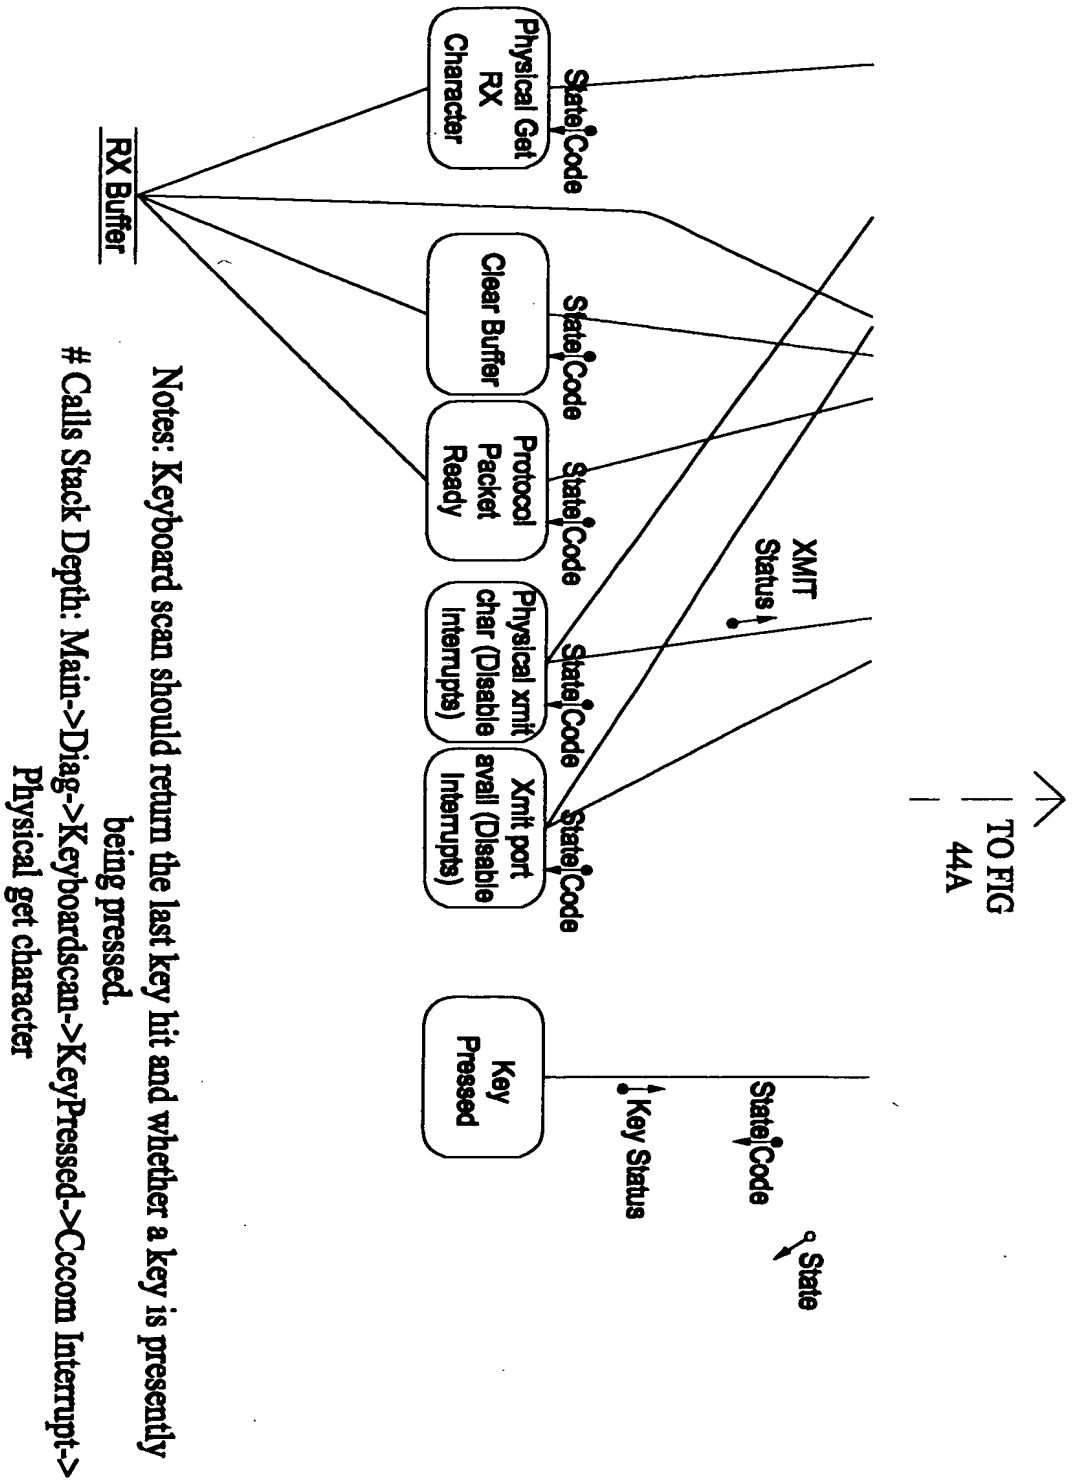 TO FIG
44A
XMIT
Status
State
State|Code
Key Status
State|Code
State|Code
State|Code
State|Code
State|Code
Physical Get
RX
Character
Clear Buffer
Protocol
Packet
Ready
Physical xmit
char (Disable
Interrupts)
Xmit port
avail (Disable
Interrupts)
Key
Pressed
RX Buffer
Notes: Keyboard scan should return the last key hit and whether a key is presently
being pressed.
# Calls Stack Depth: Main->Diag->Keyboardscan->KeyPressed->Cccom Interrupt->
Physical get character